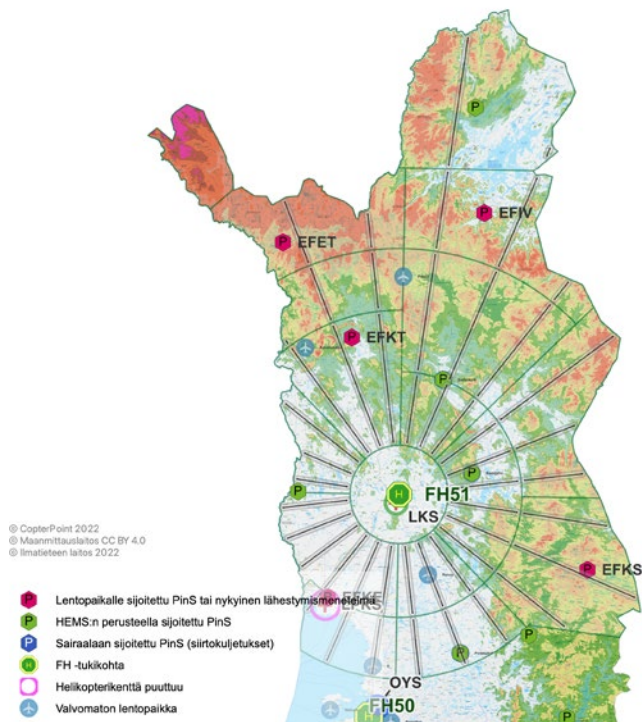 P
P EFIV
P EFET
P EFKT
P
P
P
FH51
H
LKS
P EFKS
EFKE
EFKS
P
P
OYS
FH50
P
© CopterPoint 2022
© Maanmittauslaitos CC BY 4.0
© Ilmatieteen laitos 2022
P Lentopaikalle sijoitettu PinS tai nykyinen lähestymismenetelmä
P HEMS:n perusteella sijoitettu PinS
P Sairaalaan sijoitettu PinS (siirtokuljetukset)
H FH -tukikohta
Helikopterikenttä puuttuu
Valvomaton lentopaikka